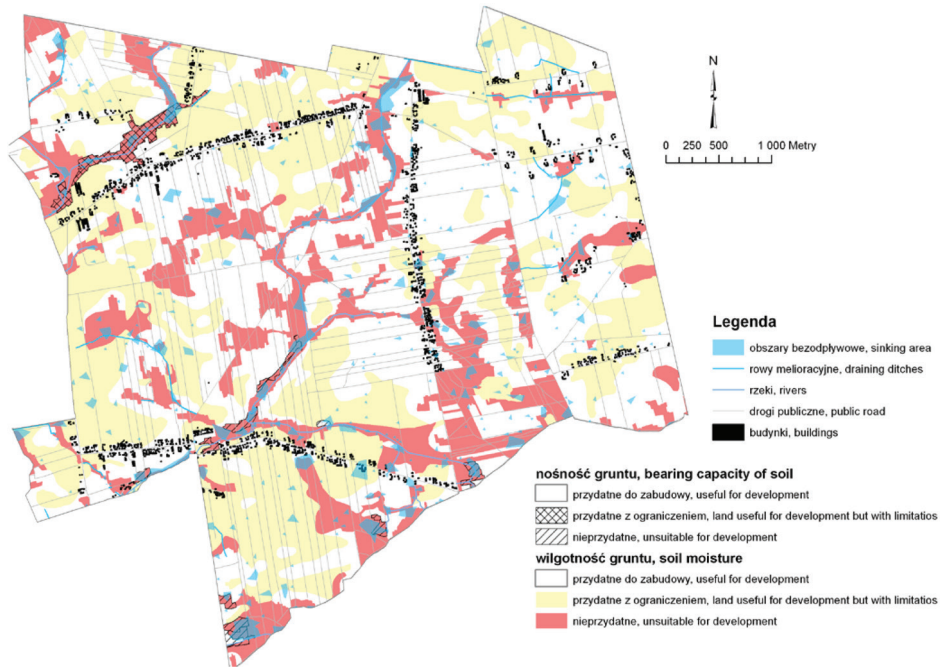 N
0 250 500 1 000 Metry
Legenda
obszary bezodpływowe, sinking area
rowy melioracyjne, draining ditches
rzeki, rivers
drogi publiczne, public road
budynki, buildings
nośność gruntu, bearing capacity of soil
przydatne do zabudowy, useful for development
przydatne z ograniczeniem, land useful for development but with limitatios
nieprzydatne, unsuitable for development
wilgotność gruntu, soil moisture
przydatne do zabudowy, useful for development
przydatne z ograniczeniem, land useful for development but with limitatios
nieprzydatne, unsuitable for development